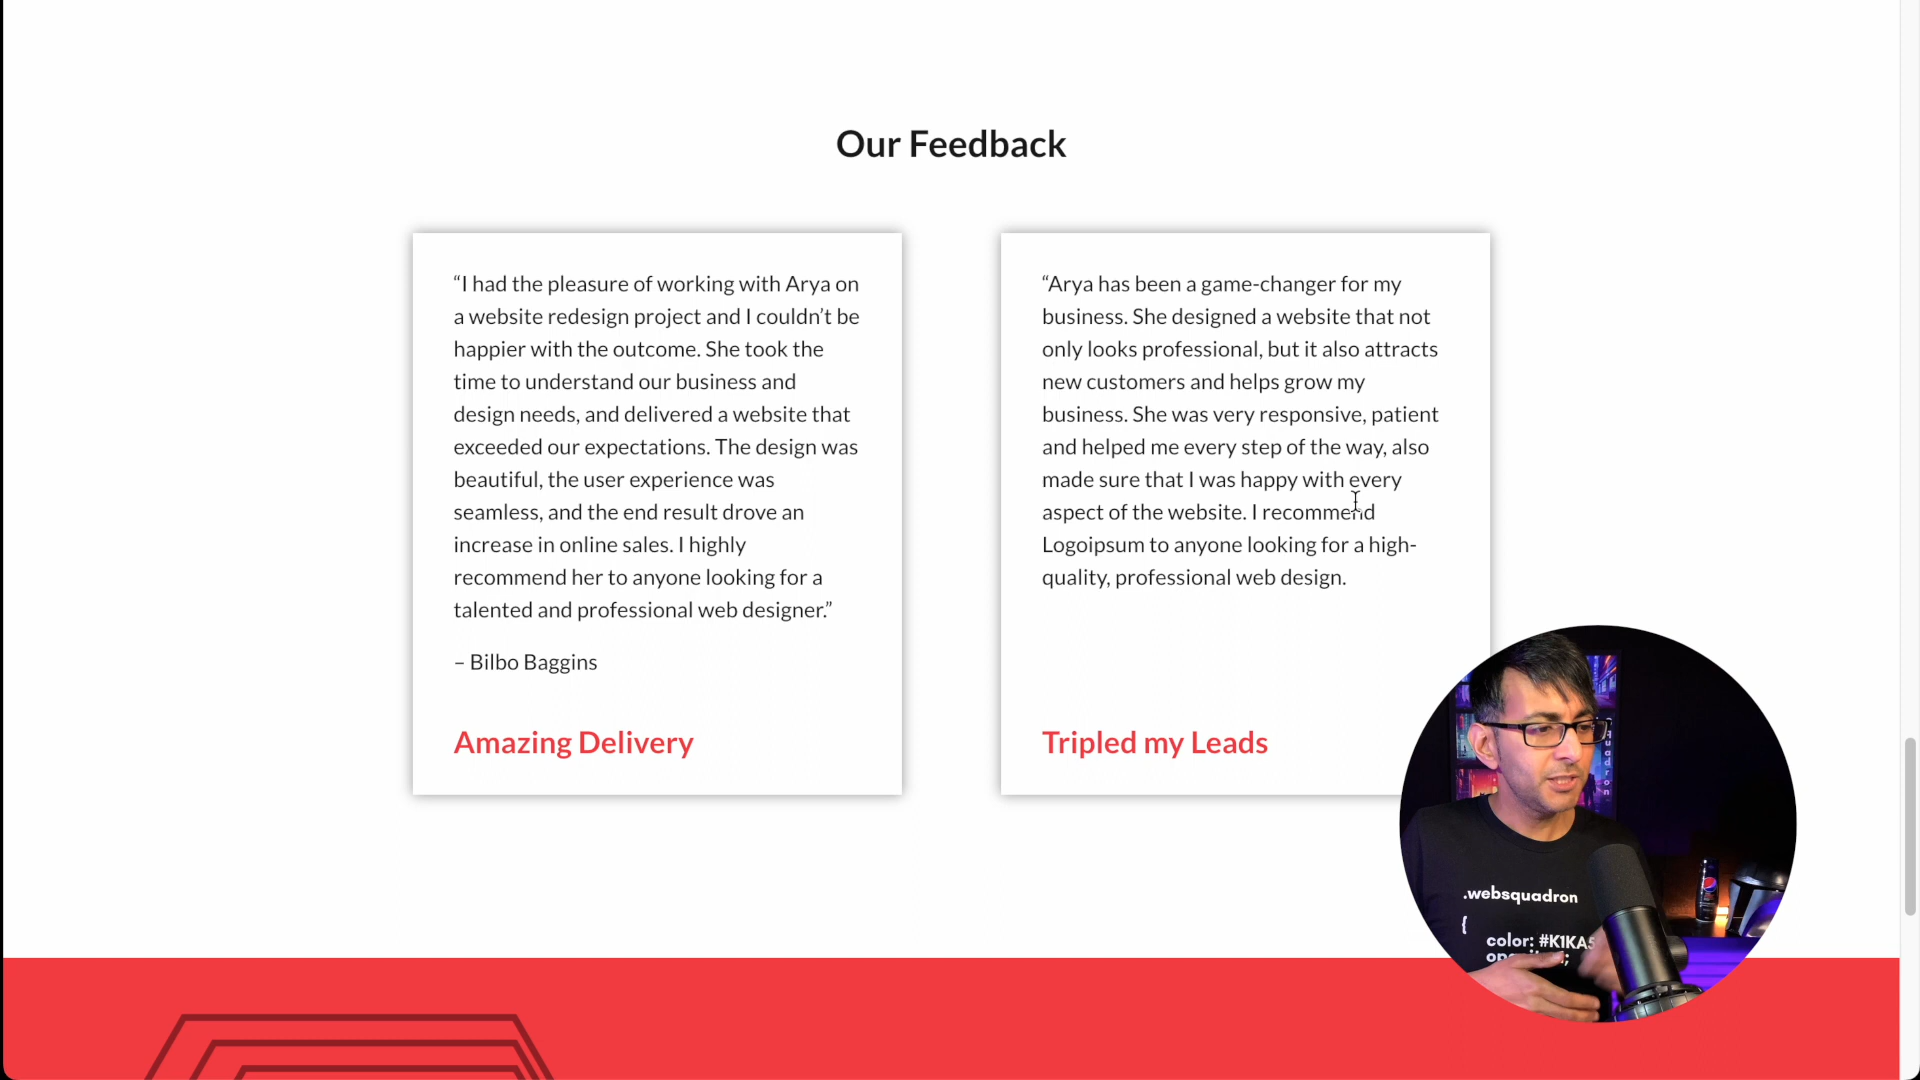 Our Feedback
“I had the pleasure of working with Arya on
a website redesign project and I couldn’t be
happier with the outcome. She took the
time to understand our business and
design needs, and delivered a website that
exceeded our expectations. The design was
beautiful, the user experience was
seamless, and the end result drove an
increase in online sales. I highly
recommend her to anyone looking for a
talented and professional web designer.”
– Bilbo Baggins
Amazing Delivery
“Arya has been a game-changer for my
business. She designed a website that not
only looks professional, but it also attracts
new customers and helps grow my
business. She was very responsive, patient
and helped me every step of the way, also
made sure that I was happy with every
aspect of the website. I recommend
Logoipsum to anyone looking for a high-
quality, professional web design.
Tripled my Leads
.websquadron
{
color: